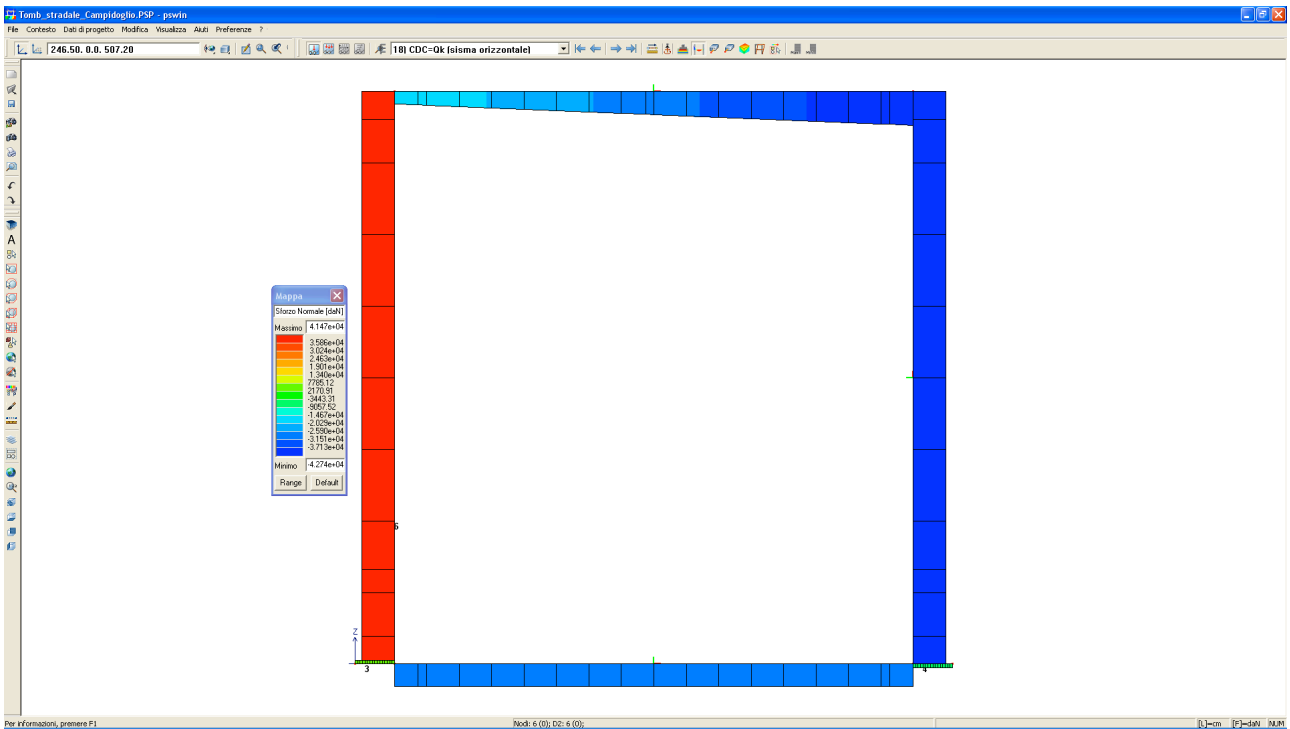 Tomb_stradale_Campidoglio.PSP - pswin
File Contesto Dati di progetto Modifica Visualizza Aiuti Preferenze ?
246.50. 0.0. 507.20
18) CDC=Qk (sisma orizzontale)
A
Mappa
Sforzo Normale [daN]
Massimo 4.147e+04
3.586e+04
3.024e+04
2.463e+04
1.901e+04
1.340e+04
7785.12
2170.91
-3443.31
-9057.52
-1.467e+04
-2.029e+04
-2.590e+04
-3.151e+04
-3.713e+04
Minimo -4.274e+04
Range Default
6
Z
3
4
Per informazioni, premere F1
Nodi: 6 (0); D2: 6 (0);
[L]=cm [F]=daN NUM